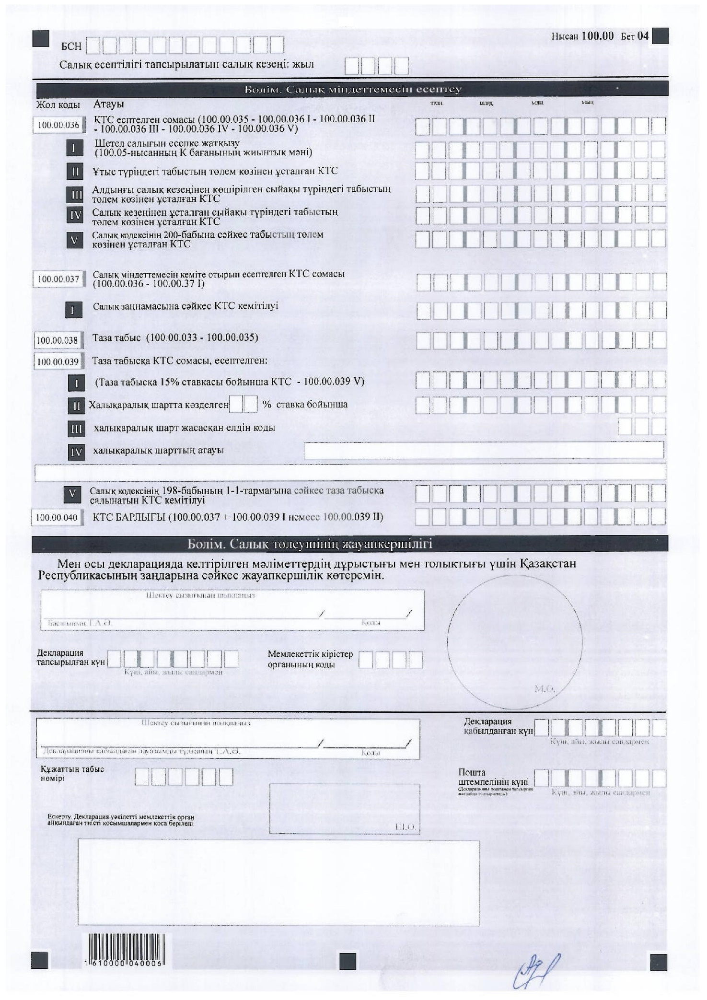 Нысан 100.00 Бет 04
БСН
Салық есептілігі тапсырылатын салық кезеңі: жыл
Бөлім. Салық міндеттемесін есептеу
Жол коды Атауы ТРЛН. МЛРД. МЛН. МЫН
100.00.036 КТС есптелген сомасы (100.00.035 - 100.00.036 I - 100.00.036 II
- 100.00.036 III - 100.00.036 IV - 100.00.036 V)
I Шетел салығын есепке жатқызу
(100.05-нысанның К бағанының жиынтық мәні)
II Ұтыс түріндегі табыстың төлем көзінен ұсталған КТС
III Алдыңғы салық кезеңінен көшірілген сыйақы түріндегі табыстың
төлем көзінен ұсталған КТС
IV Салық кезеңінен ұсталған сыйақы түріндегі табыстың
төлем көзінен ұсталған КТС
V Салық кодексінің 200-бабына сәйкес табыстың төлем
көзінен ұсталған КТС
100.00.037 Салық міндеттемесін кеміте отырып есептелген КТС сомасы
(100.00.036 - 100.00.37 I)
I Салық заңнамасына сәйкес КТС кемітілуі
100.00.038 Таза табыс (100.00.033 - 100.00.035)
100.00.039 Таза табысқа КТС сомасы, есептелген:
I (Таза табысқа 15% ставкасы бойынша КТС - 100.00.039 V)
II Халықаралық шартта көзделген % ставка бойынша
III халықаралық шарт жасасқан елдің коды
IV халықаралық шарттың атауы
V Салық кодексінің 198-бабының 1-1-тармағына сәйкес таза табысқа
салынатын КТС кемітілуі
100.00.040 КТС БАРЛЫҒЫ (100.00.037 + 100.00.039 I немесе 100.00.039 II)
Бөлім. Салық төлеушінің жауапкершілігі
Мен осы декларацияда келтірілген мәліметтердің дұрыстығы мен толықтығы үшін Қазақстан
Республикасының заңдарына сәйкес жауапкершілік көтеремін.
Шектеу сызығынан шықпаңыз
/ /
Басшының Т.А.Ә. Қолы
Декларация
тапсырылған күн
Күні, айы, жылы сандармен
Мемлекеттік кірістер
органының коды
М.О.
Шектеу сызығынан шықпаңыз
/ /
Декларацияны қабылдаған лауазымды тұлғаның Т.А.Ә. Қолы
Декларация
қабылданған күн
Күні, айы, жылы сандармен
Құжаттың табыс
нөмірі
Пошта
штемпелінің күні
(Декларацияны поштамен тапсырған
жағдайда толтырылады)
Күні, айы, жылы сандармен
Ескерту. Декларация уәкілетті мемлекеттік орган
айқындаған тиісті қосымшалармен қоса беріледі.
Ш.О.
1 610000 040006